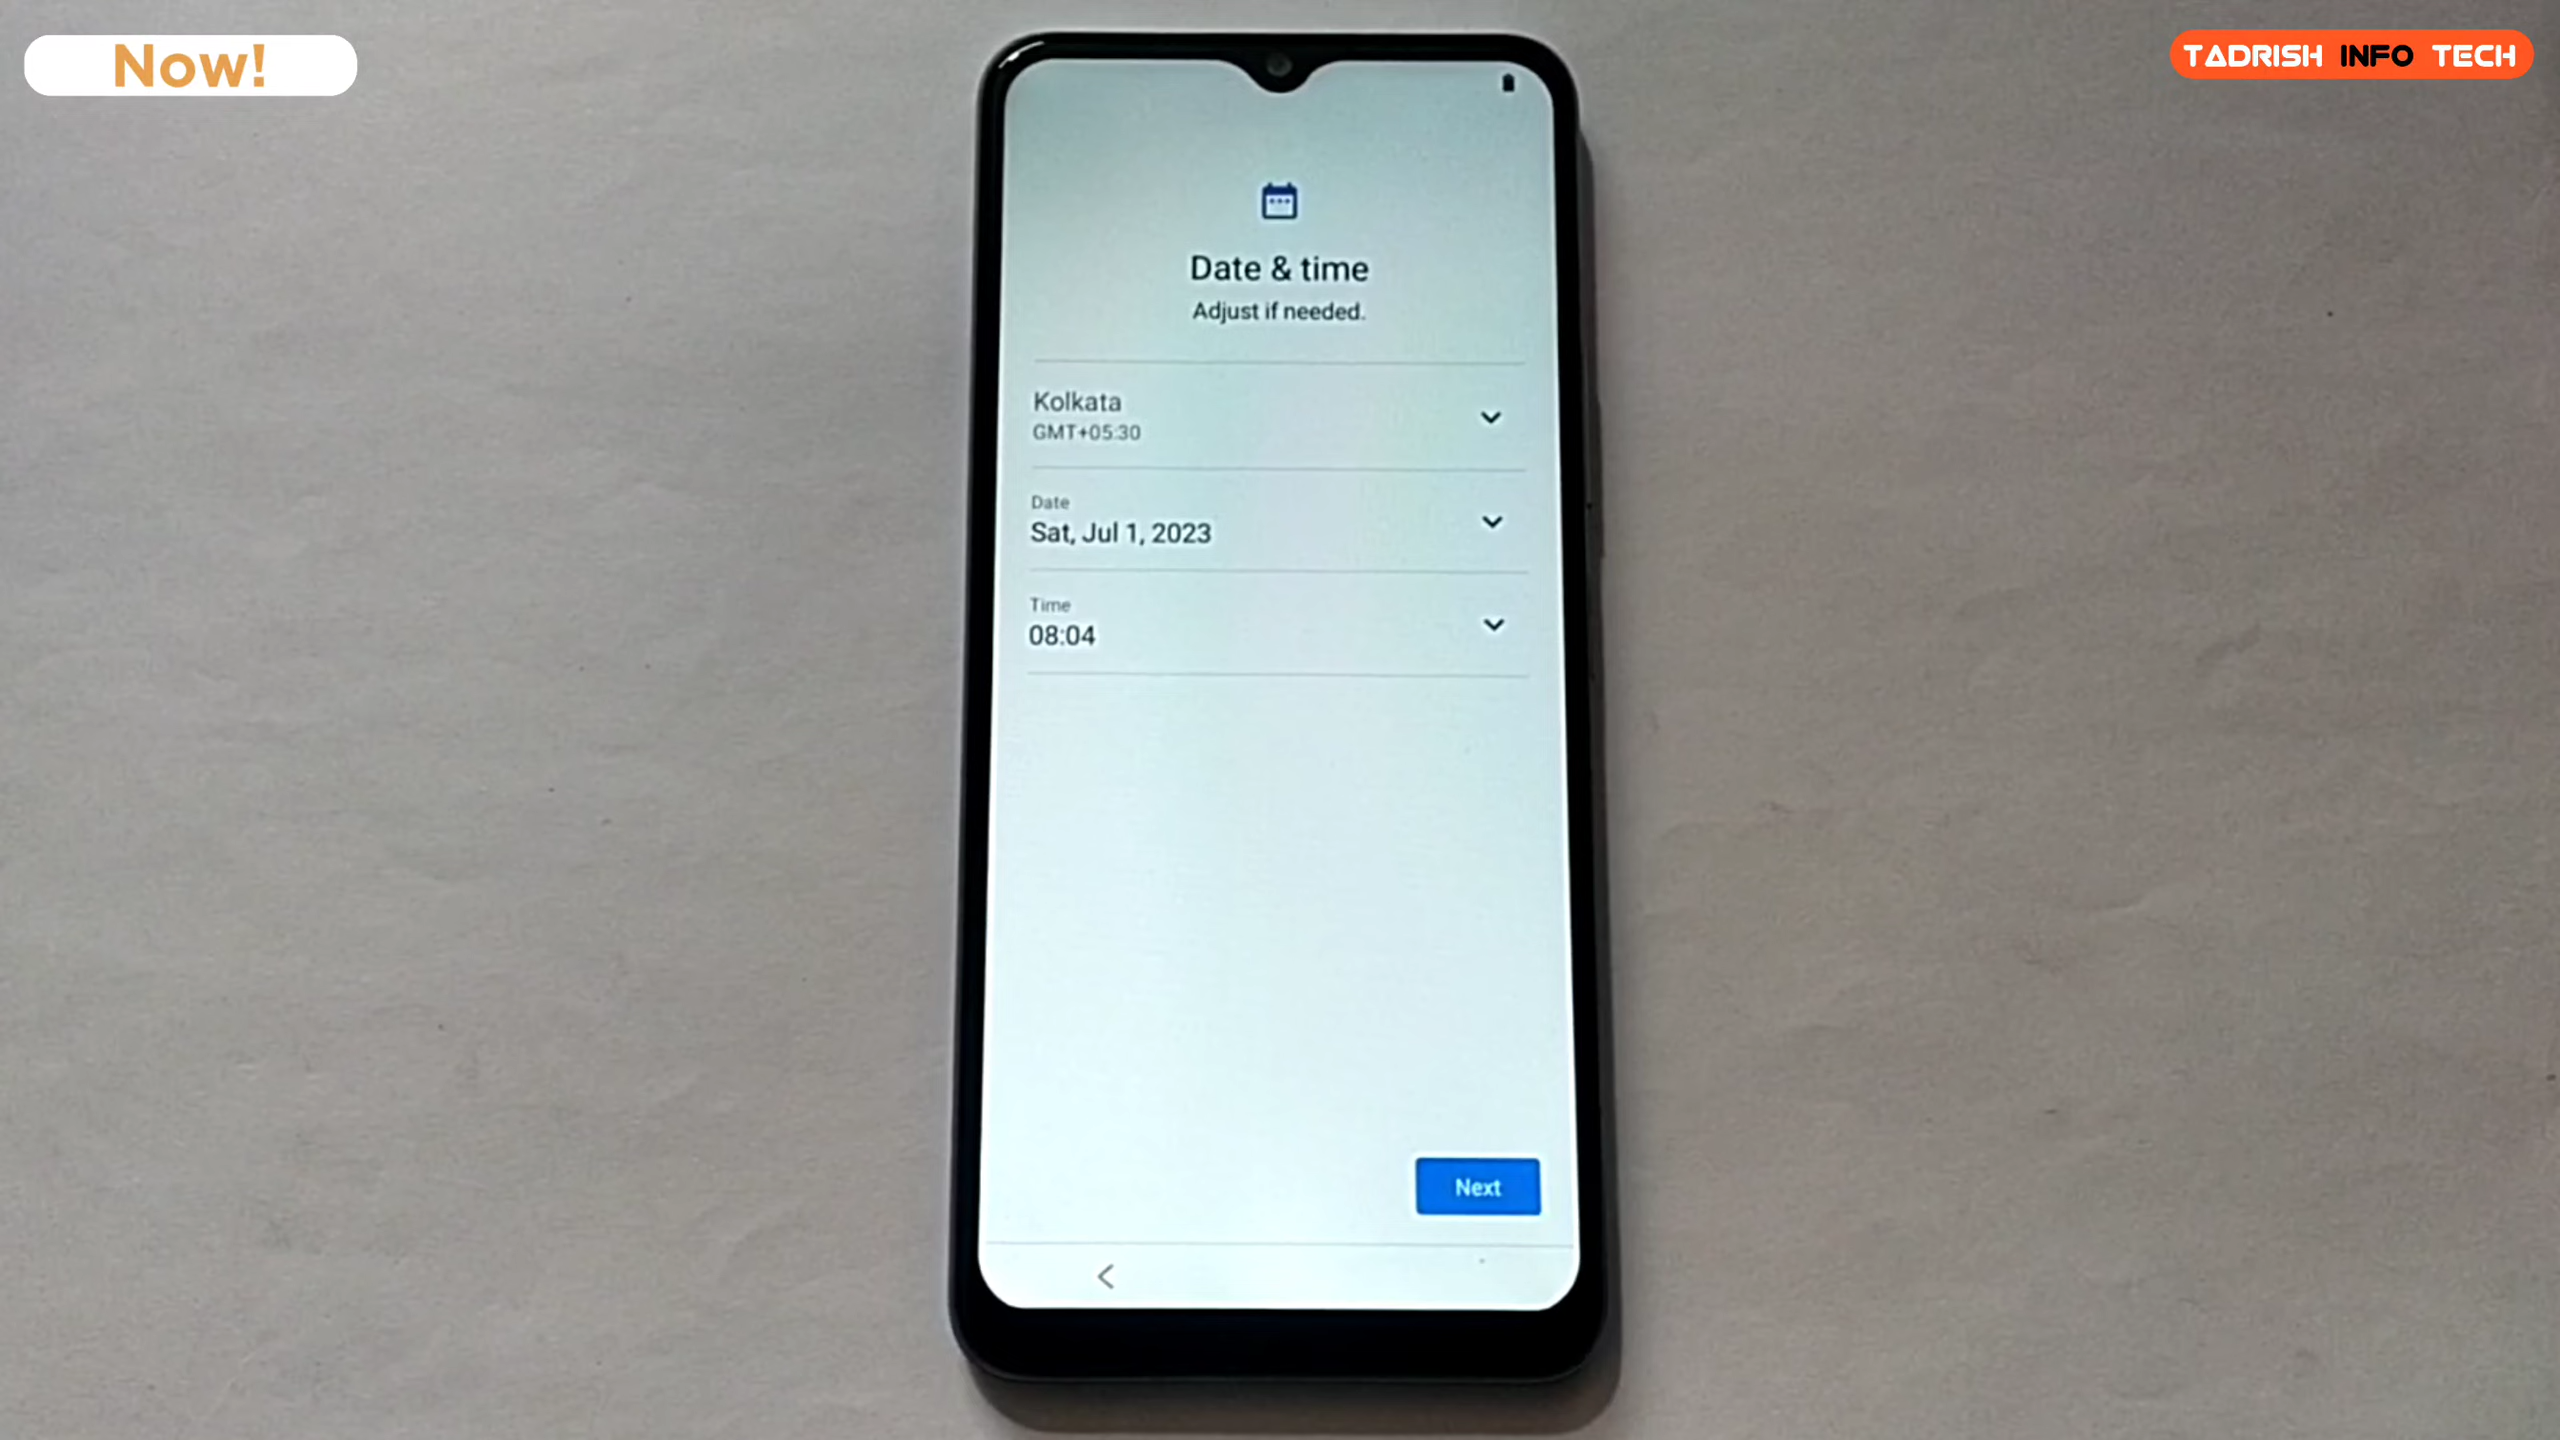 Now!
TADRISH INFO TECH
Date & time
Adjust if needed.
Kolkata
GMT+05:30
Date
Sat, Jul 1, 2023
Time
08:04
Next